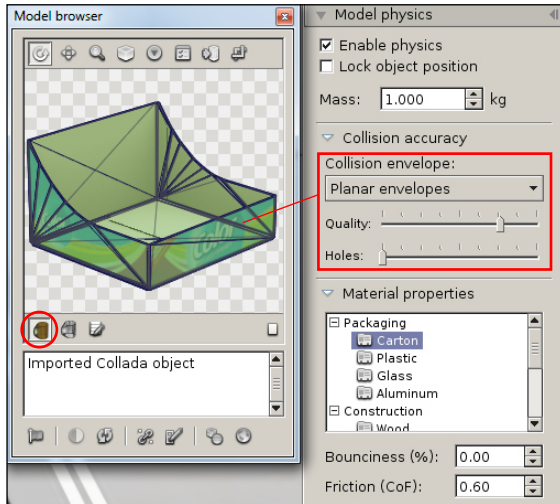 Model browser
Imported Collada object
Model physics
Enable physics
Lock object position
Mass: 1.000 kg
Collision accuracy
Collision envelope:
Planar envelopes
Quality:
Holes:
Material properties
Packaging
Carton
Plastic
Glass
Aluminum
Construction
Wood
Bounciness (%): 0.00
Friction (CoF): 0.60